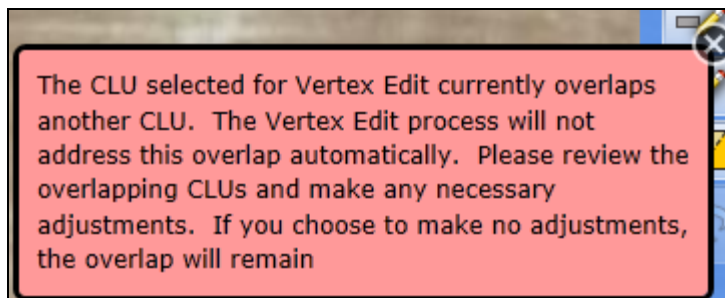 The CLU selected for Vertex Edit currently overlaps
another CLU.  The Vertex Edit process will not
address this overlap automatically.  Please review the
overlapping CLUs and make any necessary
adjustments.  If you choose to make no adjustments,
the overlap will remain